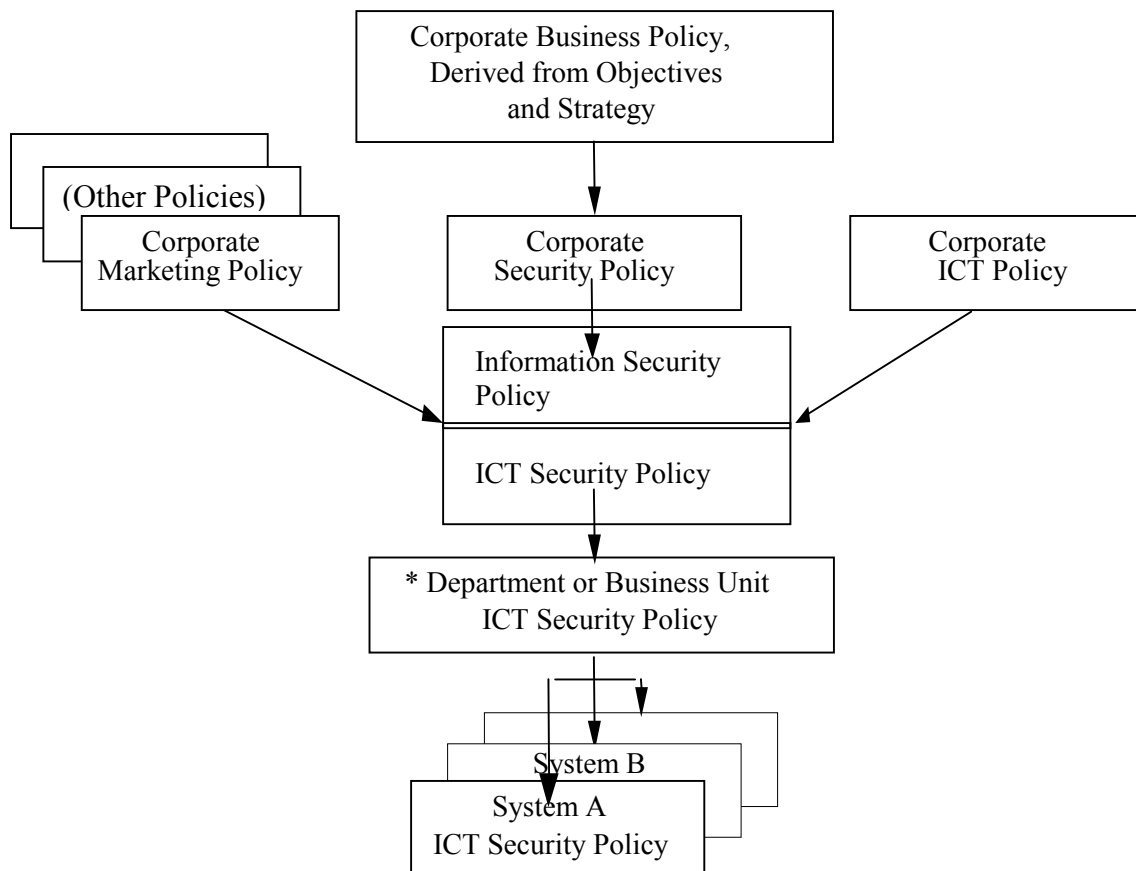 Corporate Business Policy,
Derived from Objectives
and Strategy
(Other Policies)
Corporate
Marketing Policy
Corporate
Security Policy
Corporate
ICT Policy
Information Security
Policy
ICT Security Policy
* Department or Business Unit
ICT Security Policy
System B
System A
ICT Security Policy